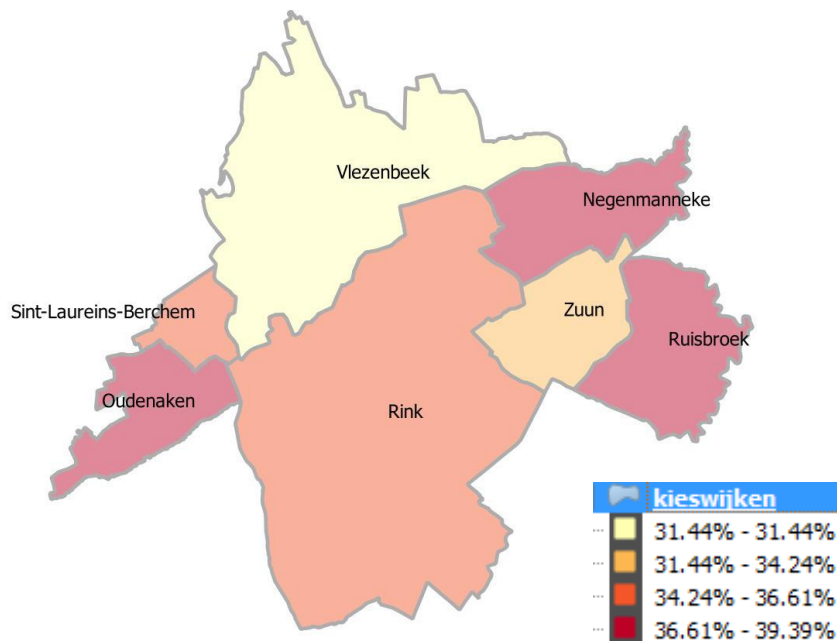 Vlezenbeek
Negenmanneke
Sint-Laureins-Berchem
Zuun
Ruisbroek
Oudenaken
Rink
kieswijken
31.44% - 31.44%
31.44% - 34.24%
34.24% - 36.61%
36.61% - 39.39%